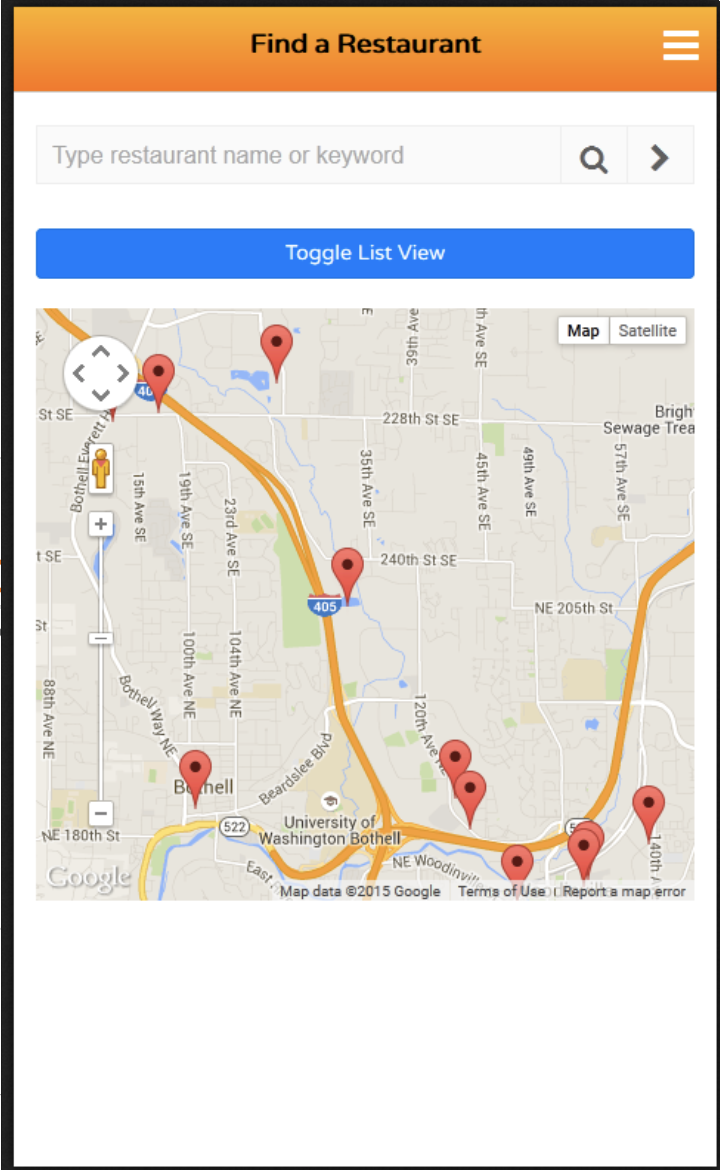 Find a Restaurant
Type restaurant name or keyword
Toggle List View
Map Satellite
39th Ave
th Ave SE
St SE
228th St SE
Brigh
Sewage Trea
Bothell Everett H
15th Ave SE
19th Ave SE
23rd Ave SE
35th Ave SE
45th Ave SE
49th Ave SE
57th Ave SE
t SE
240th St SE
405
NE 205th St
St
100th Ave NE
104th Ave NE
88th Ave NE
Bothell Way NE
120th Ave NE
Beardslee Blvd
University of
Washington Bothell
522
NE 180th St
NE Woodinvil
140th A
East
Google
Map data ©2015 Google Terms of Use Report a map error